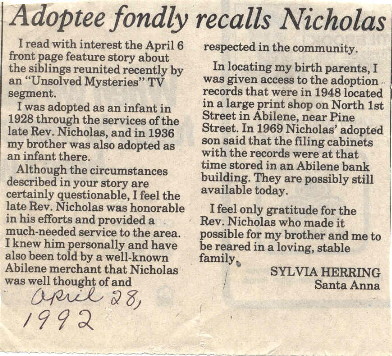 Adoptee fondly recalls Nicholas
I read with interest the April 6
front page feature story about
the siblings reunited recently by
an "Unsolved Mysteries" TV
segment.
I was adopted as an infant in
1928 through the services of the
late Rev. Nicholas, and in 1936
my brother was also adopted as
an infant there.
Although the circumstances
described in your story are
certainly questionable, I feel the
late Rev. Nicholas was honorable
in his efforts and provided a
much-needed service to the area.
I knew him personally and have
also been told by a well-known
Abilene merchant that Nicholas
was well thought of and
respected in the community.
In locating my birth parents, I
was given access to the adoption
records that were in 1948 located
in a large print shop on North 1st
Street in Abilene, near Pine
Street. In 1969 Nicholas' adopted
son said that the filing cabinets
with the records were at that
time stored in an Abilene bank
building. They are possibly still
available today.
I feel only gratitude for the
Rev. Nicholas who made it
possible for my brother and me to
be reared in a loving, stable
family.
SYLVIA HERRING
Santa Anna
April 28,
1992